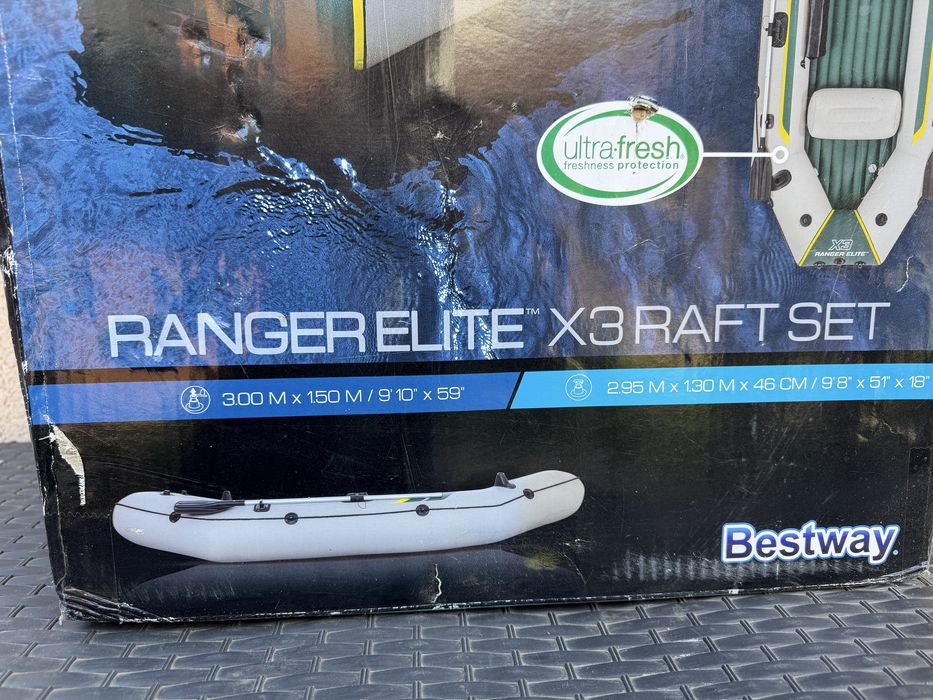 ultra-fresh®
freshness protection
X3
RANGER ELITE™
RANGER ELITE™ X3 RAFT SET
3.00 M x 1.50 M / 9'10" x 59"
2.95 M x 1.30 M x 46 CM / 9'8" x 51" x 18"
Bestway®